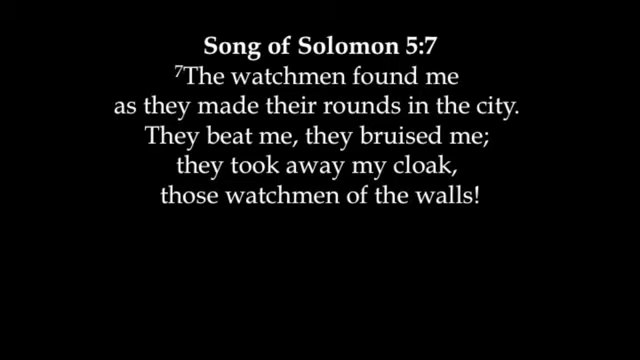 Song of Solomon 5:7
⁷The watchmen found me
as they made their rounds in the city.
They beat me, they bruised me;
they took away my cloak,
those watchmen of the walls!